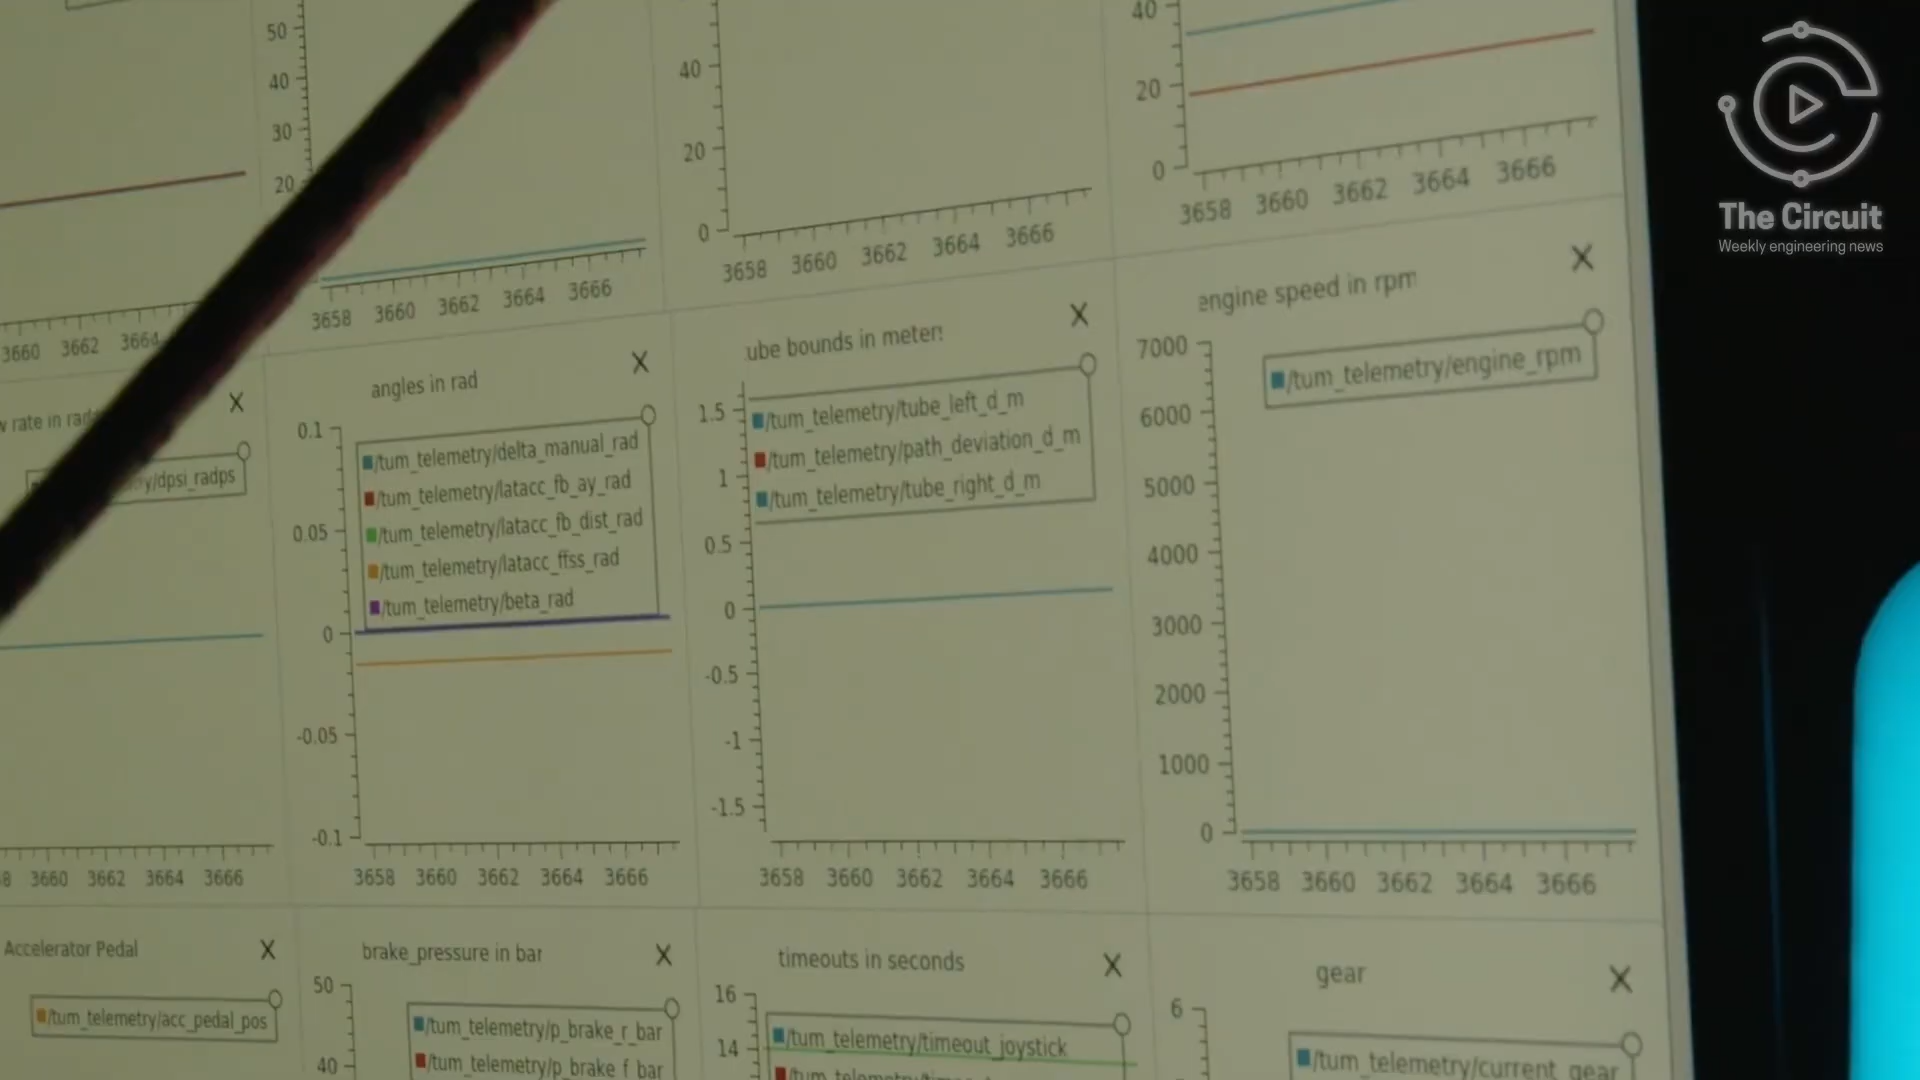 50
40
30
20
40
20
0
40
20
0
The Circuit
Weekly engineering news
3660 3662 3664
3658 3660 3662 3664 3666
3658 3660 3662 3664 3666
3658 3660 3662 3664 3666
angles in rad X
0.1
0.05
0
-0.05
-0.1
/tum_telemetry/delta_manual_rad
/tum_telemetry/latacc_fb_ay_rad
/tum_telemetry/latacc_fb_dist_rad
/tum_telemetry/latacc_ffss_rad
/tum_telemetry/beta_rad
3658 3660 3662 3664 3666
ube bounds in meter X
1.5
1
0.5
0
-0.5
-1
-1.5
/tum_telemetry/tube_left_d_m
/tum_telemetry/path_deviation_d_m
/tum_telemetry/tube_right_d_m
3658 3660 3662 3664 3666
engine speed in rpm X
7000
6000
5000
4000
3000
2000
1000
0
/tum_telemetry/engine_rpm
3658 3660 3662 3664 3666
w rate in rad X
ry/dpsi_radps
8 3660 3662 3664 3666
Accelerator Pedal X
/tum_telemetry/acc_pedal_pos
brake_pressure in bar X
50
40
/tum_telemetry/p_brake_r_bar
/tum_telemetry/p_brake_f_bar
timeouts in seconds X
16
14
/tum_telemetry/timeout_joystick
gear X
6
/tum_telemetry/current_gear